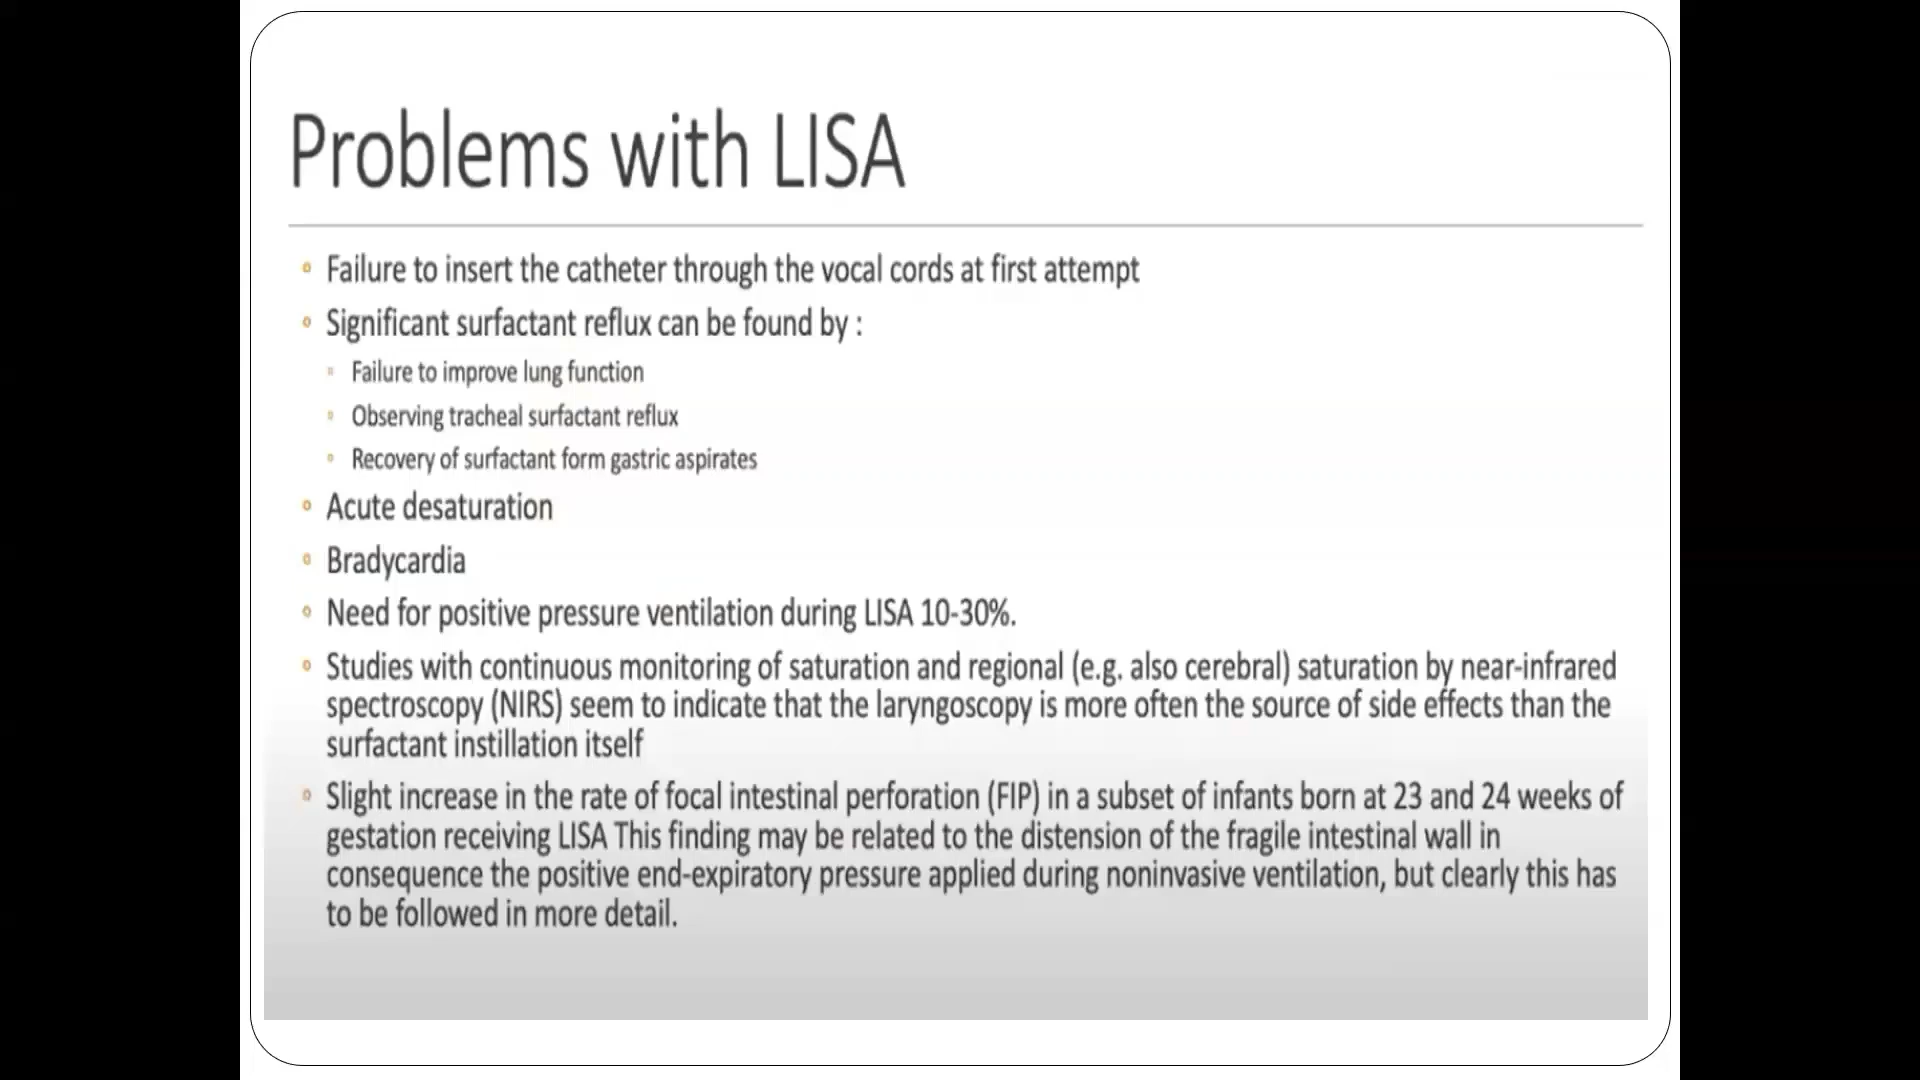 Problems with LISA
Failure to insert the catheter through the vocal cords at first attempt
Significant surfactant reflux can be found by :
Failure to improve lung function
Observing tracheal surfactant reflux
Recovery of surfactant form gastric aspirates
Acute desaturation
Bradycardia
Need for positive pressure ventilation during LISA 10-30%.
Studies with continuous monitoring of saturation and regional (e.g. also cerebral) saturation by near-infrared
spectroscopy (NIRS) seem to indicate that the laryngoscopy is more often the source of side effects than the
surfactant instillation itself
Slight increase in the rate of focal intestinal perforation (FIP) in a subset of infants born at 23 and 24 weeks of
gestation receiving LISA This finding may be related to the distension of the fragile intestinal wall in
consequence the positive end-expiratory pressure applied during noninvasive ventilation, but clearly this has
to be followed in more detail.